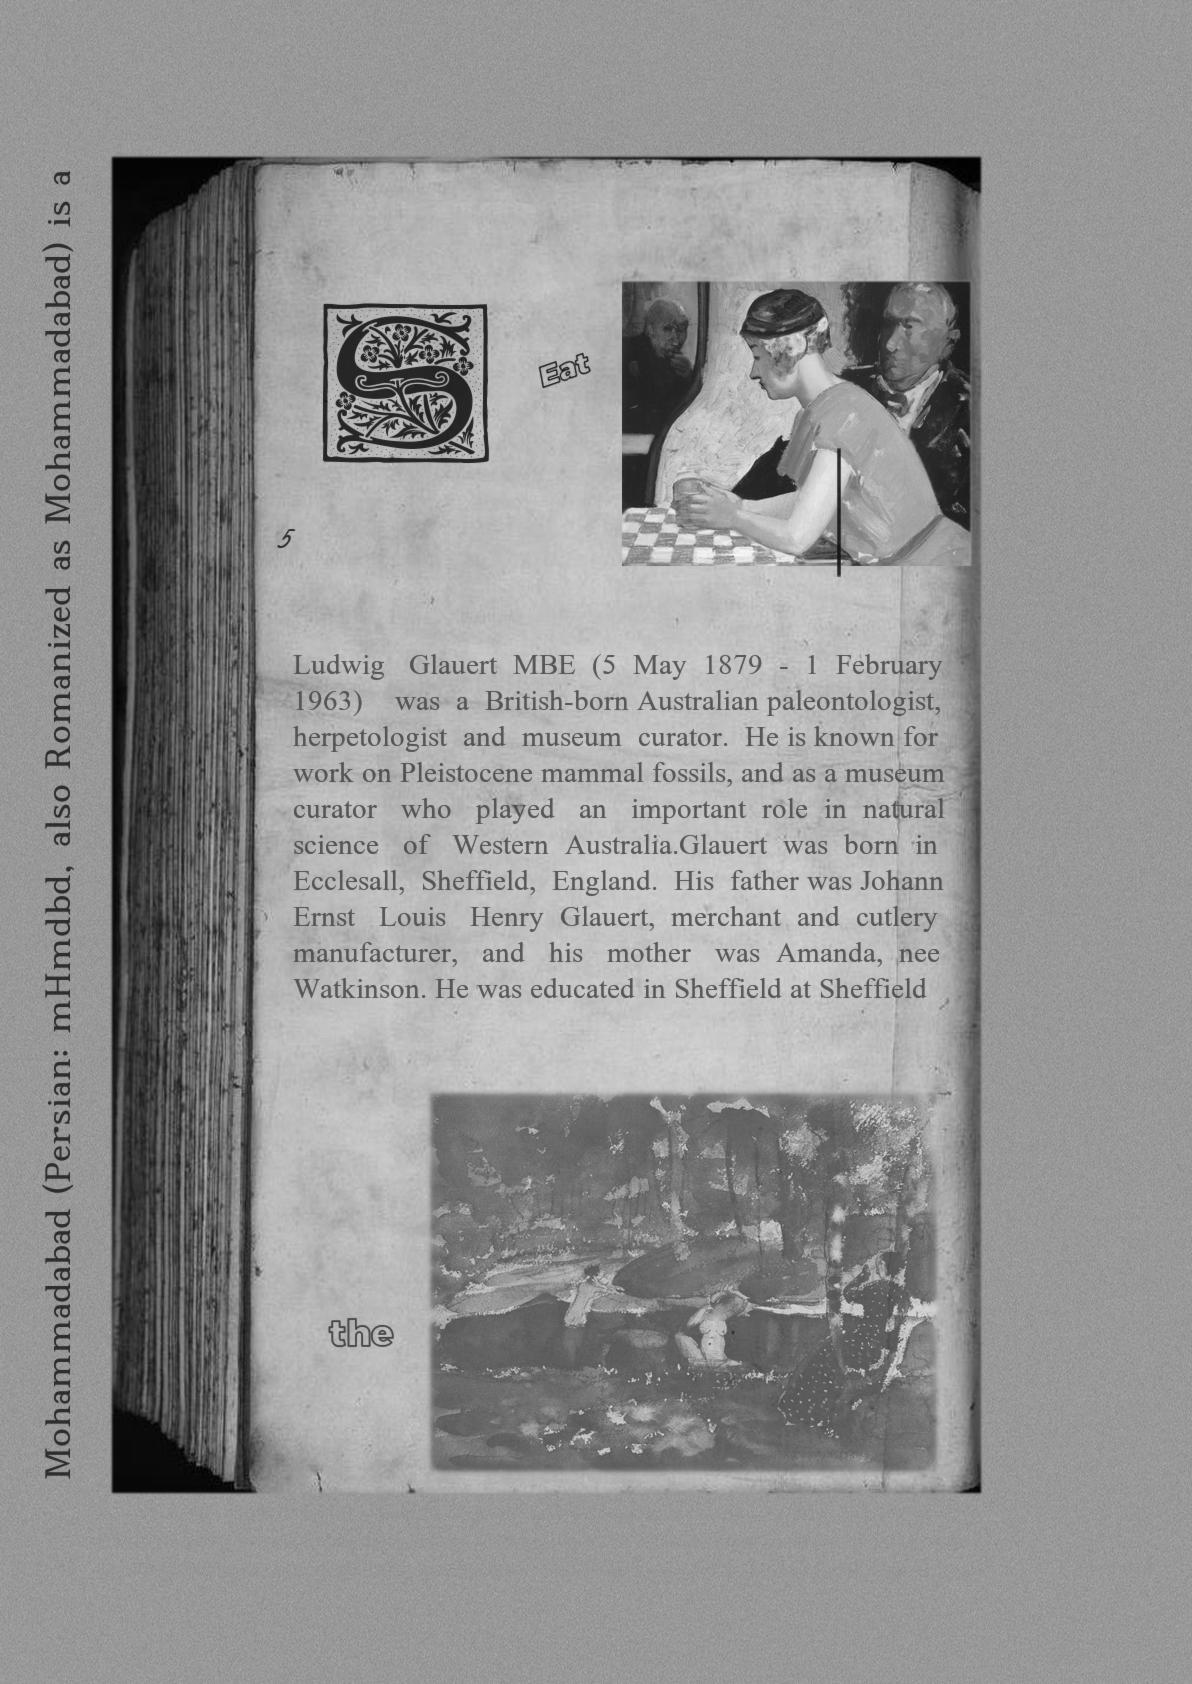 Mohammadabad (Persian: mHmdbd, also Romanized as Mohammadabad) is a
S
Eat
5
Ludwig Glauert MBE (5 May 1879 - 1 February
1963) was a British-born Australian paleontologist,
herpetologist and museum curator. He is known for
work on Pleistocene mammal fossils, and as a museum
curator who played an important role in natural
science of Western Australia.Glauert was born in
Ecclesall, Sheffield, England. His father was Johann
Ernst Louis Henry Glauert, merchant and cutlery
manufacturer, and his mother was Amanda, nee
Watkinson. He was educated in Sheffield at Sheffield
the